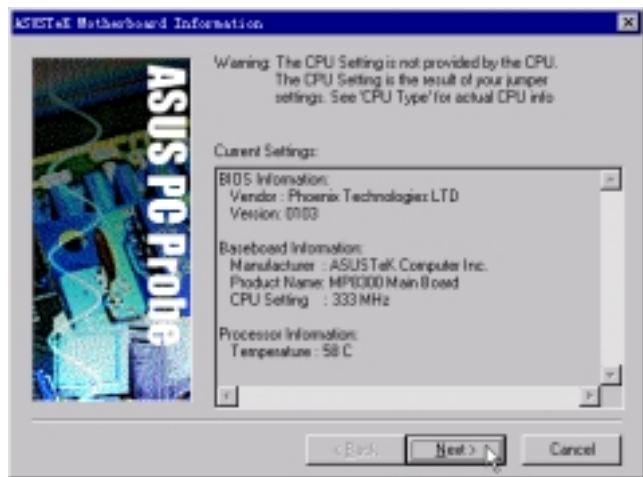 ASUSTeK Motherboard Information
ASUS PC Probe
Warning: The CPU Setting is not provided by the CPU.
The CPU Setting is the result of your jumper
settings. See 'CPU Type' for actual CPU info
Current Settings:
BIOS Information:
Vendor : Phoenix Technologies LTD
Version: 0103
Baseboard Information:
Manufacturer : ASUSTeK Computer Inc.
Product Name: MP8300 Main Board
CPU Setting : 333 MHz
Processor Information:
Temperature : 58 C
< Back
Next >
Cancel